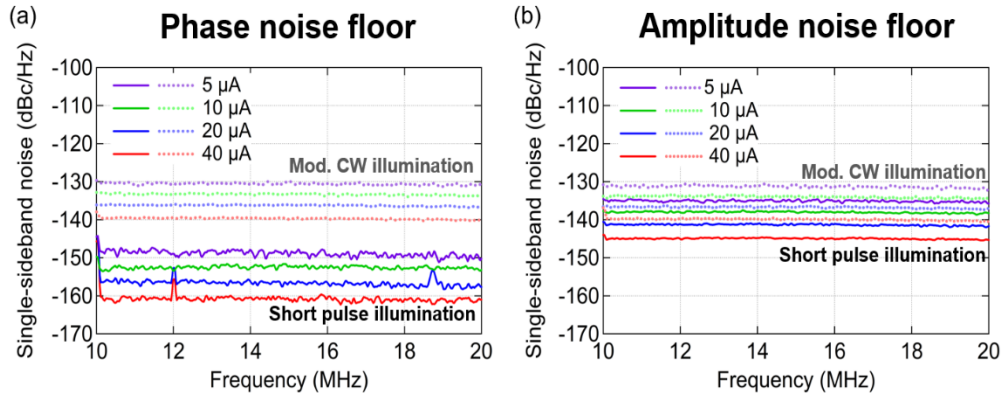 (a)
Phase noise floor
Single-sideband noise (dBc/Hz)
-100
-110
-120
-130
-140
-150
-160
-170
5 µA
10 µA
20 µA
40 µA
Mod. CW illumination
Short pulse illumination
10 12 14 16 18 20
Frequency (MHz)
(b)
Amplitude noise floor
Single-sideband noise (dBc/Hz)
-100
-110
-120
-130
-140
-150
-160
-170
5 µA
10 µA
20 µA
40 µA
Mod. CW illumination
Short pulse illumination
10 12 14 16 18 20
Frequency (MHz)